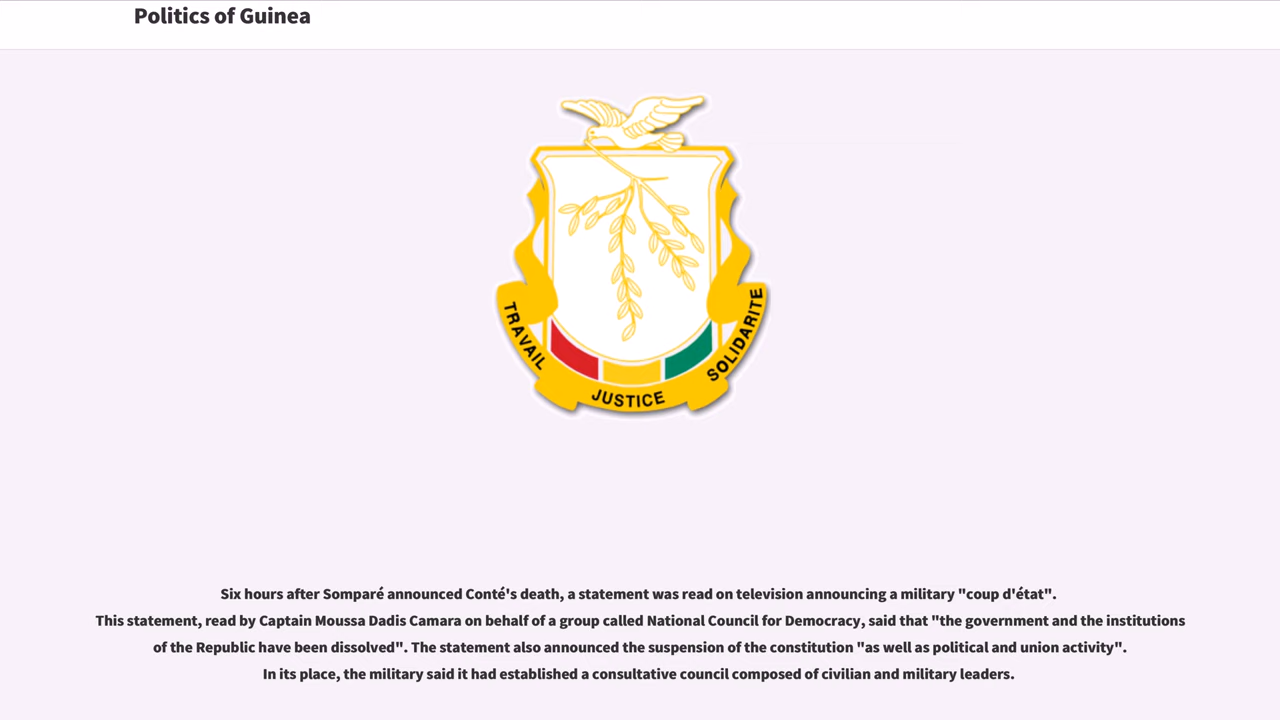 Politics of Guinea
TRAVAIL
JUSTICE
SOLIDARITE
Six hours after Somparé announced Conté's death, a statement was read on television announcing a military "coup d'état".
This statement, read by Captain Moussa Dadis Camara on behalf of a group called National Council for Democracy, said that "the government and the institutions
of the Republic have been dissolved". The statement also announced the suspension of the constitution "as well as political and union activity".
In its place, the military said it had established a consultative council composed of civilian and military leaders.